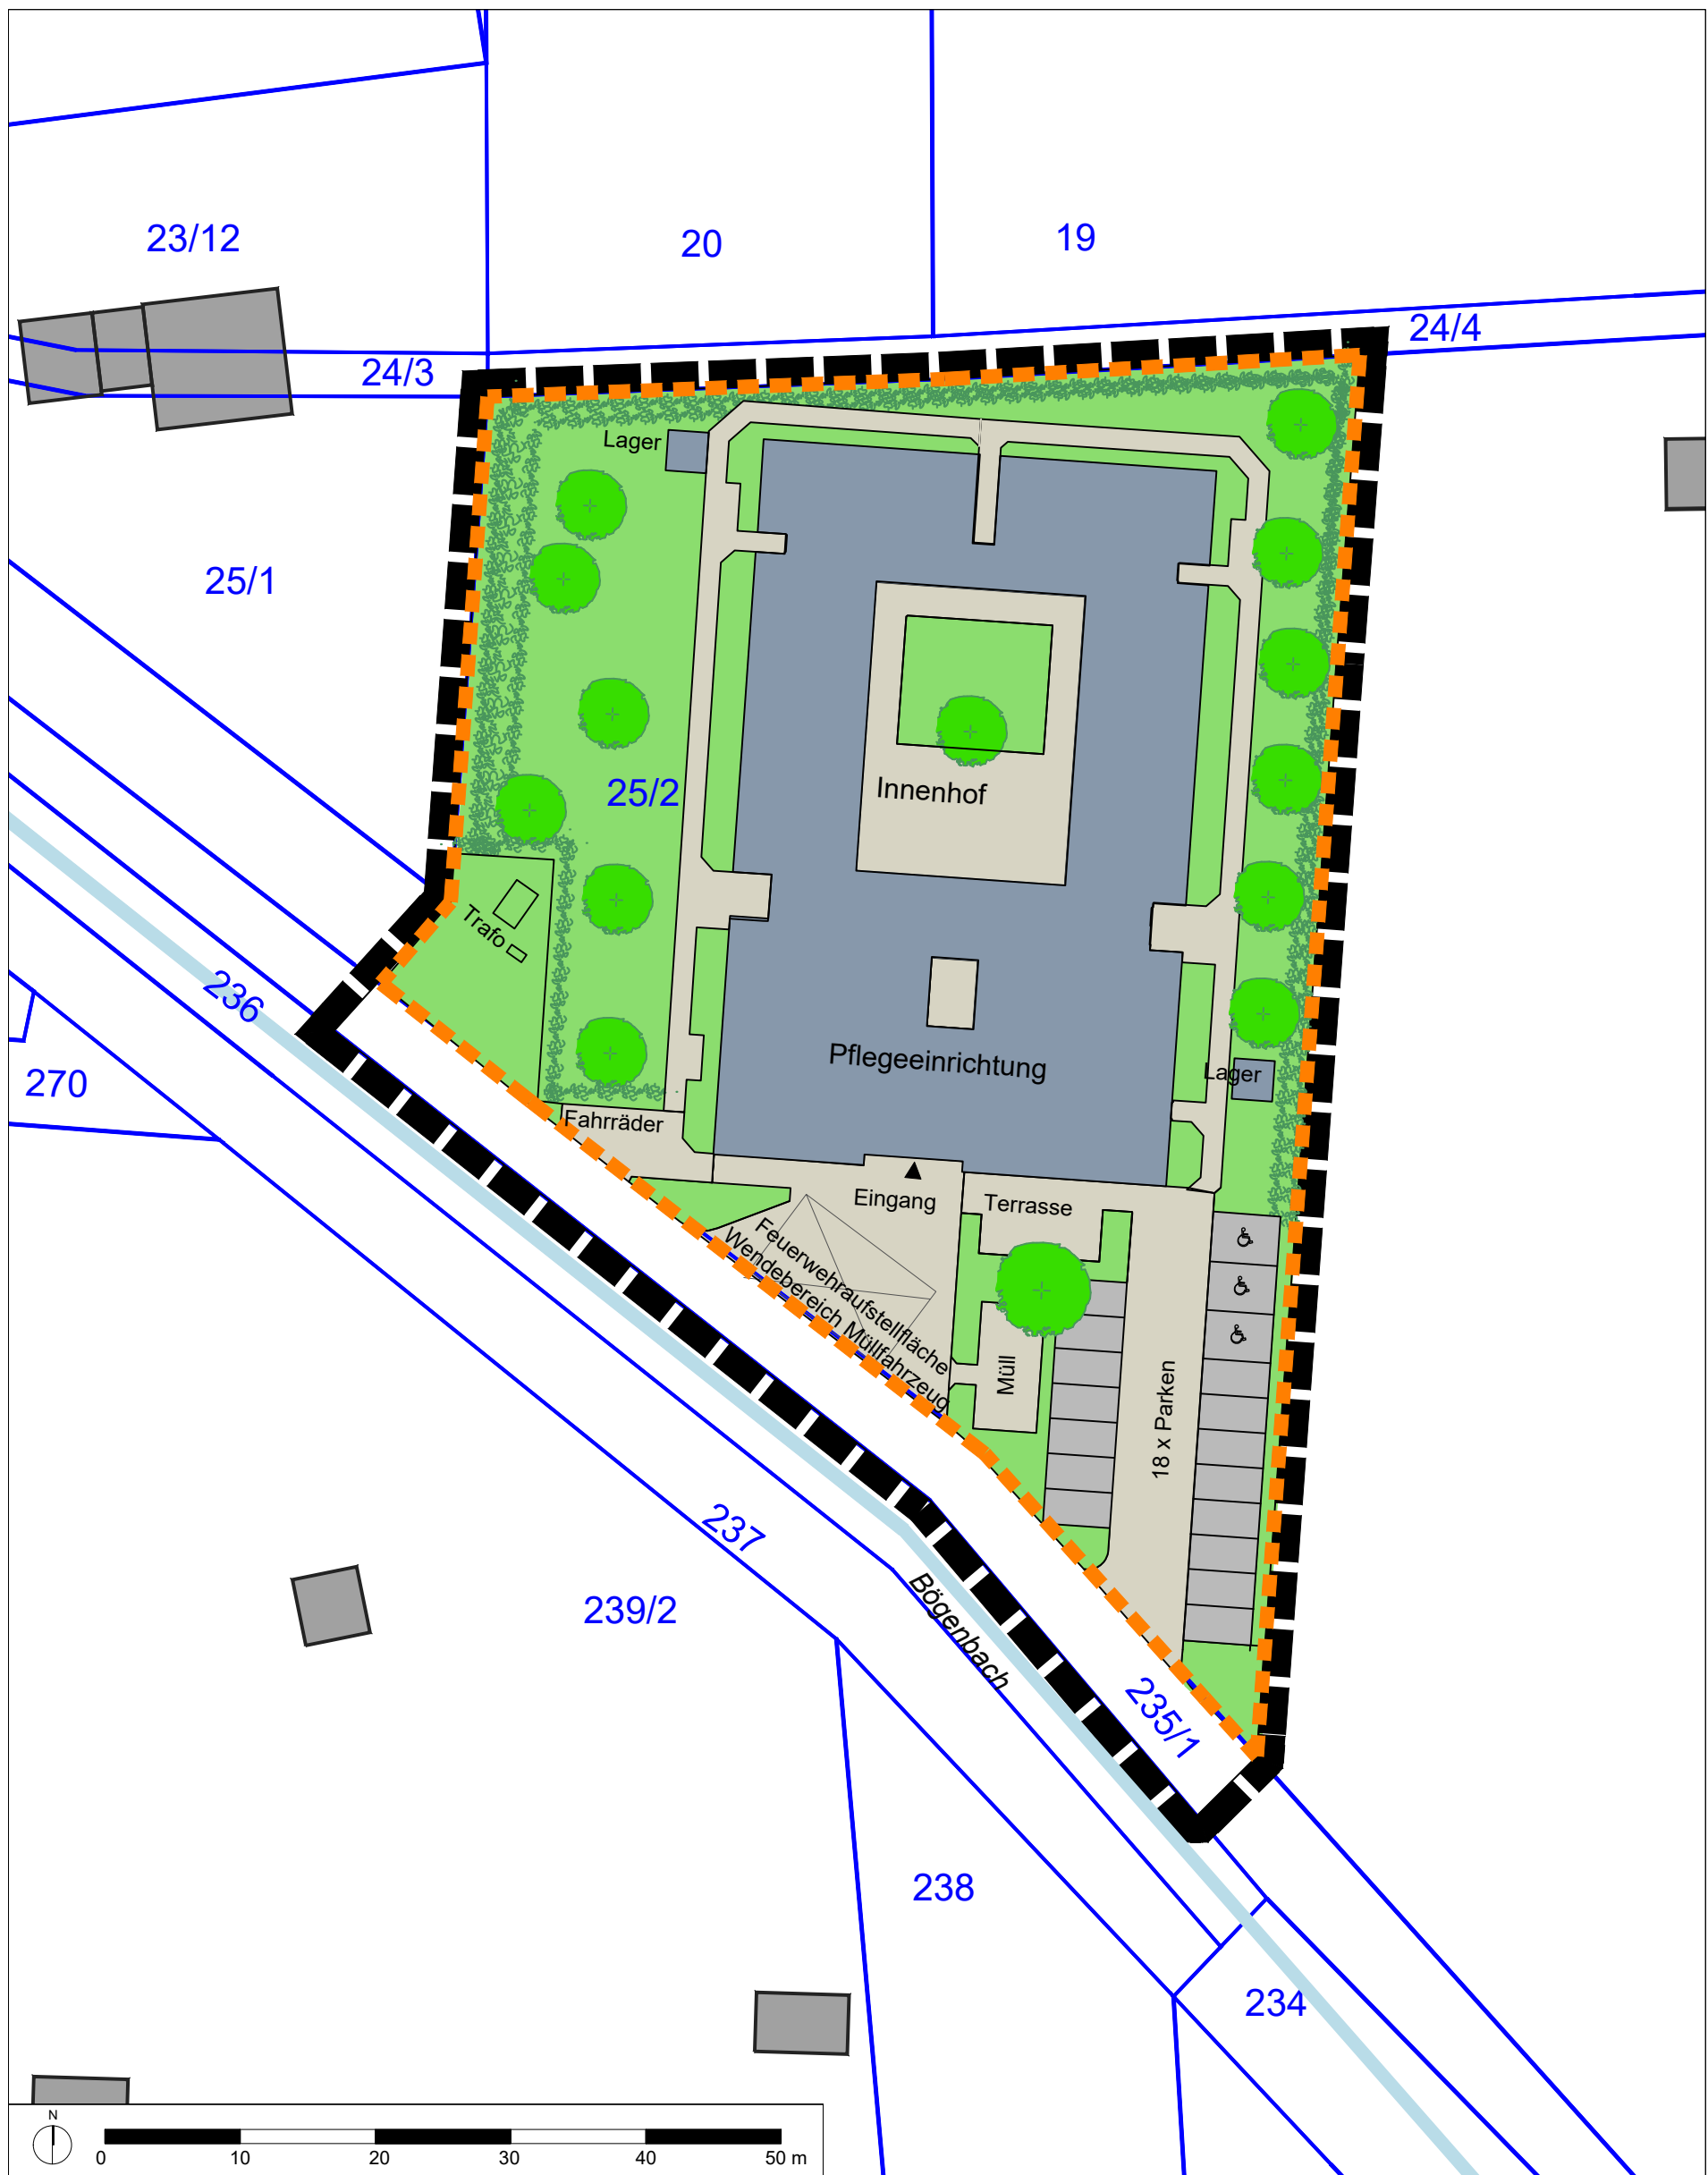 23/12
20
19
24/4
24/3
Lager
25/1
25/2
Innenhof
Trafo
236
Pflegeeinrichtung
Lager
270
Fahrräder
Eingang
Terrasse
Feuerwehraufstellfläche
Wendebereich Müllfahrzeug
Müll
18 x Parken
237
239/2
Bögenbach
235/1
238
234
N
0 10 20 30 40 50 m